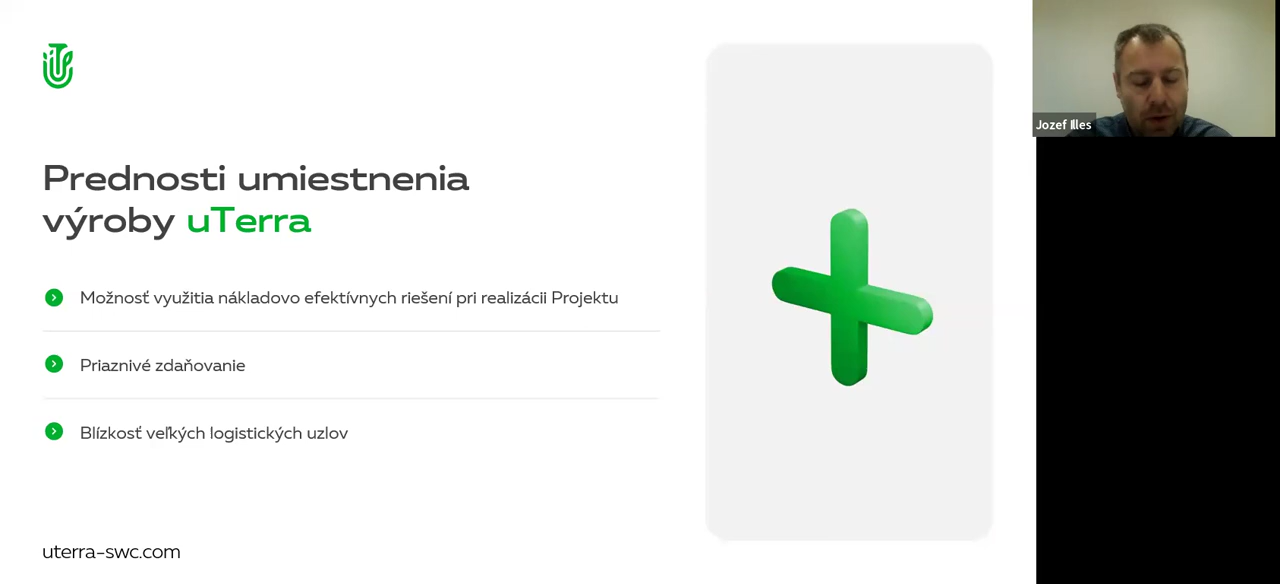 Prednosti umiestnenia
výroby uTerra
Možnosť využitia nákladovo efektívnych riešení pri realizácii Projektu
Priaznivé zdaňovanie
Blízkosť veľkých logistických uzlov
uterra-swc.com
Jozef Illes